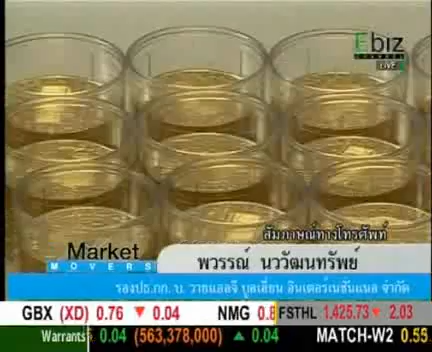 Ebiz
CHANNEL
LIVE
สัมภาษณ์ทางโทรศัพท์
Market
MOVERS
พวรรณ์ นววัฒนทรัพย์
รองปธ.กก. บ. วายแอลจี บูลเลี่ยน อินเตอร์เนชั่นแนล จำกัด
GBX (XD) 0.76 ▼ 0.04 NMG 0.8 FSTHL 1,425.73 ▼ 2.03
Warrants 0.04 (563,378,000) ▲ 0.04 MATCH-W2 0.55